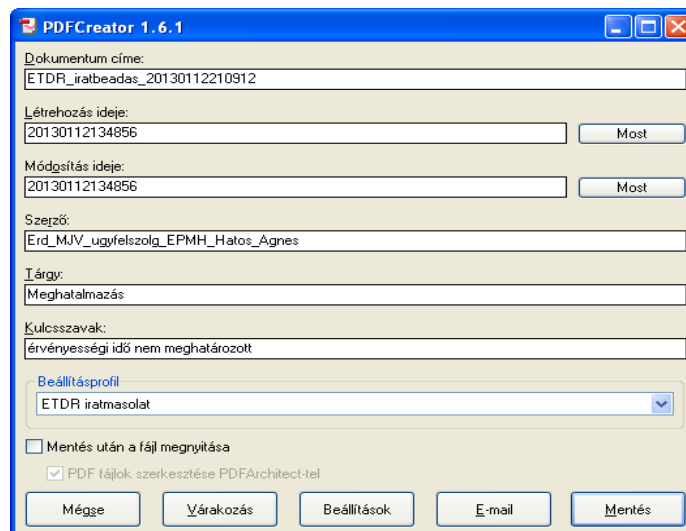 PDFCreator 1.6.1
Dokumentum címe:
ETDR_iratbeadas_20130112210912
Létrehozás ideje:
20130112134856
Most
Módosítás ideje:
20130112134856
Most
Szerző:
Erd_MJV_ugyfelszolg_EPMH_Hatos_Agnes
Tárgy:
Meghatalmazás
Kulcsszavak:
érvényességi idő nem meghatározott
Beállításprofil
ETDR iratmasolat
Mentés után a fájl megnyitása
PDF fájlok szerkesztése PDFArchitect-tel
Mégse Várakozás Beállítások E-mail Mentés